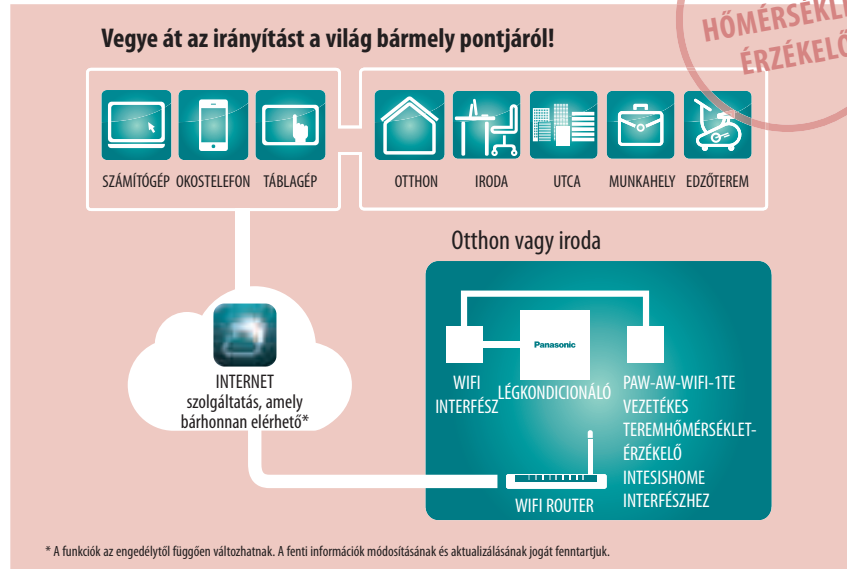 Vegye át az irányítást a világ bármely pontjáról!
SZÁMÍTÓGÉP
OKOSTELEFON
TÁBLAGÉP
OTTHON
IRODA
UTCA
MUNKAHELY
EDZŐTEREM
Otthon vagy iroda
INTERNET
szolgáltatás, amely
bárhonnan elérhető*
WIFI
INTERFÉSZ
Panasonic
LÉGKONDICIONÁLÓ
PAW-AW-WIFI-1TE
VEZETÉKES
TEREMHŐMÉRSÉKLET-
ÉRZÉKELŐ
INTESISHOME
INTERFÉSZHEZ
WIFI ROUTER
* A funkciók az engedélytől függően változhatnak. A fenti információk módosításának és aktualizálásának jogát fenntartjuk.